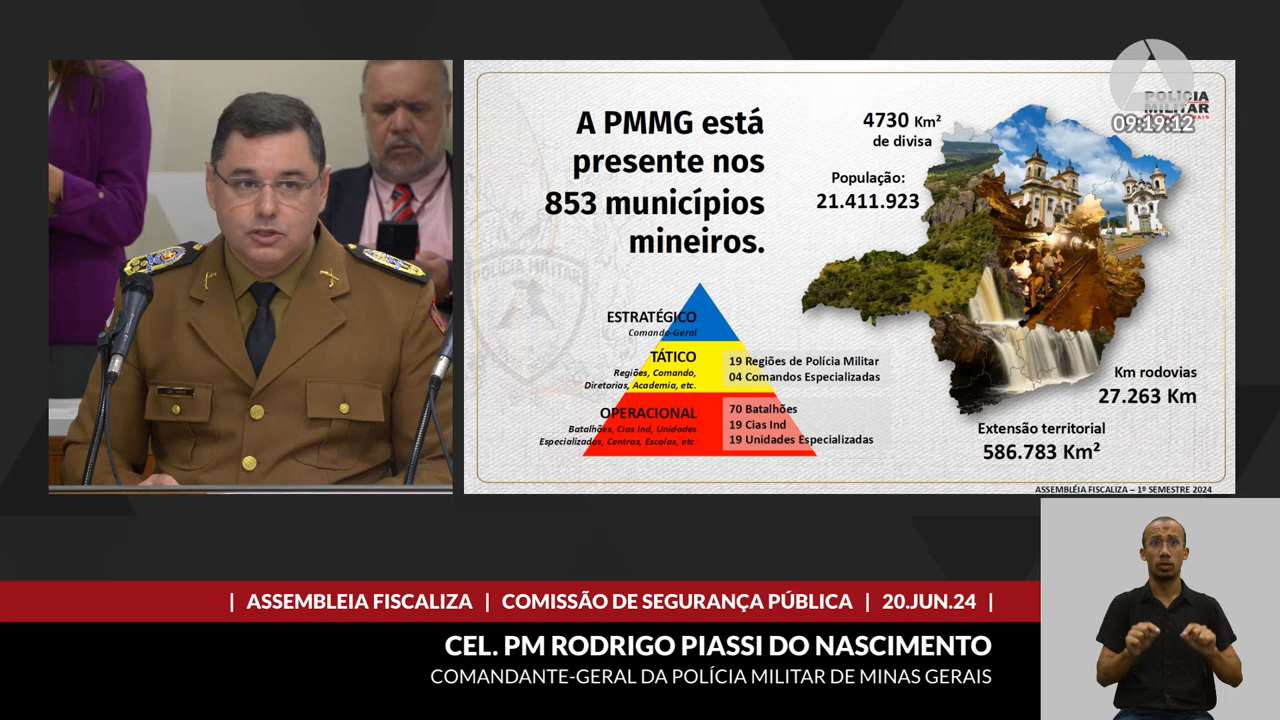 A PMMG está
presente nos
853 municípios
mineiros.
4730 Km²
de divisa
População:
21.411.923
POLÍCIA
MILITAR
09:19:12
POLÍCIA MILITAR
ESTRATÉGICO
Comando-Geral
TÁTICO
Regiões, Comando,
Diretorias, Academia, etc.
19 Regiões de Polícia Militar
04 Comandos Especializadas
OPERACIONAL
Batalhões, Cias Ind, Unidades
Especializadas, Centros, Escolas, etc.
70 Batalhões
19 Cias Ind
19 Unidades Especializadas
Km rodovias
27.263 Km
Extensão territorial
586.783 Km²
ASSEMBLÉIA FISCALIZA – 1º SEMESTRE 2024
| ASSEMBLEIA FISCALIZA | COMISSÃO DE SEGURANÇA PÚBLICA | 20.JUN.24 |
CEL. PM RODRIGO PIASSI DO NASCIMENTO
COMANDANTE-GERAL DA POLÍCIA MILITAR DE MINAS GERAIS